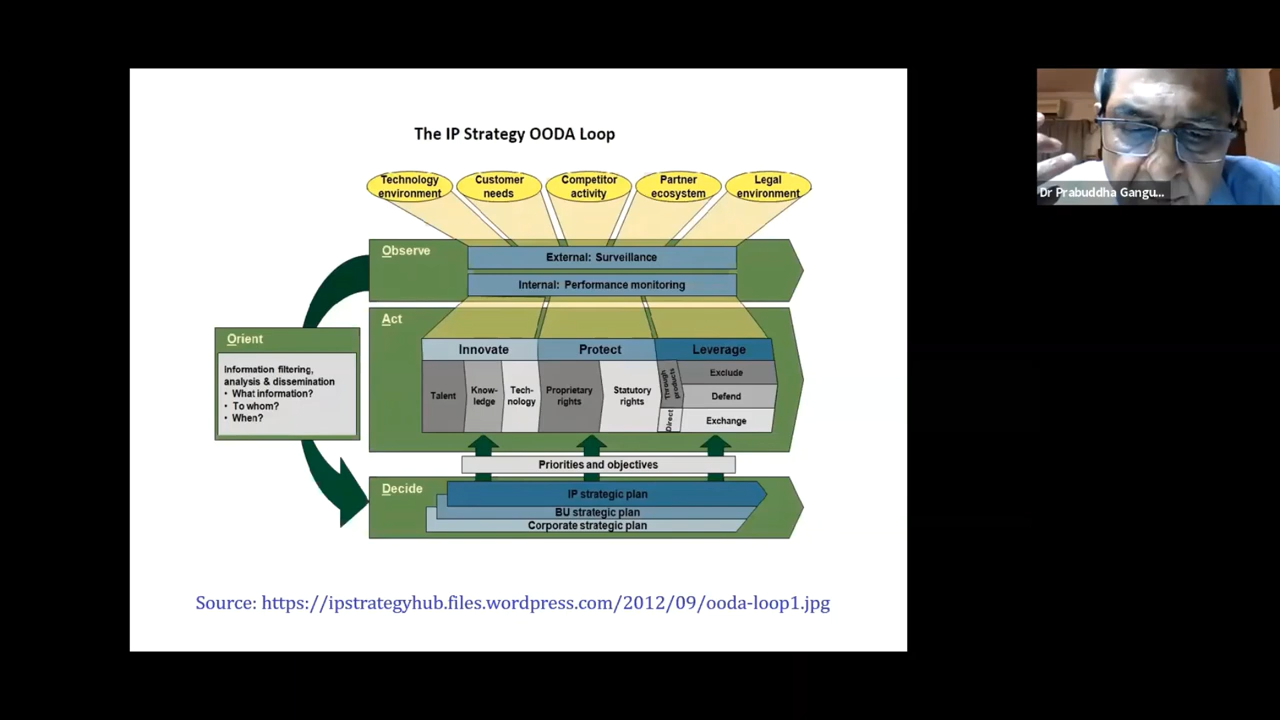 The IP Strategy OODA Loop
Technology
environment
Customer
needs
Competitor
activity
Partner
ecosystem
Legal
environment
Observe
External: Surveillance
Internal: Performance monitoring
Act
Innovate
Protect
Leverage
Talent
Know-
ledge
Tech-
nology
Proprietary
rights
Statutory
rights
Through
products
Direct
Exclude
Defend
Exchange
Orient
Information filtering,
analysis & dissemination
• What information?
• To whom?
• When?
Priorities and objectives
Decide
IP strategic plan
BU strategic plan
Corporate strategic plan
Source: https://ipstrategyhub.files.wordpress.com/2012/09/ooda-loop1.jpg
Dr Prabuddha Gangu...